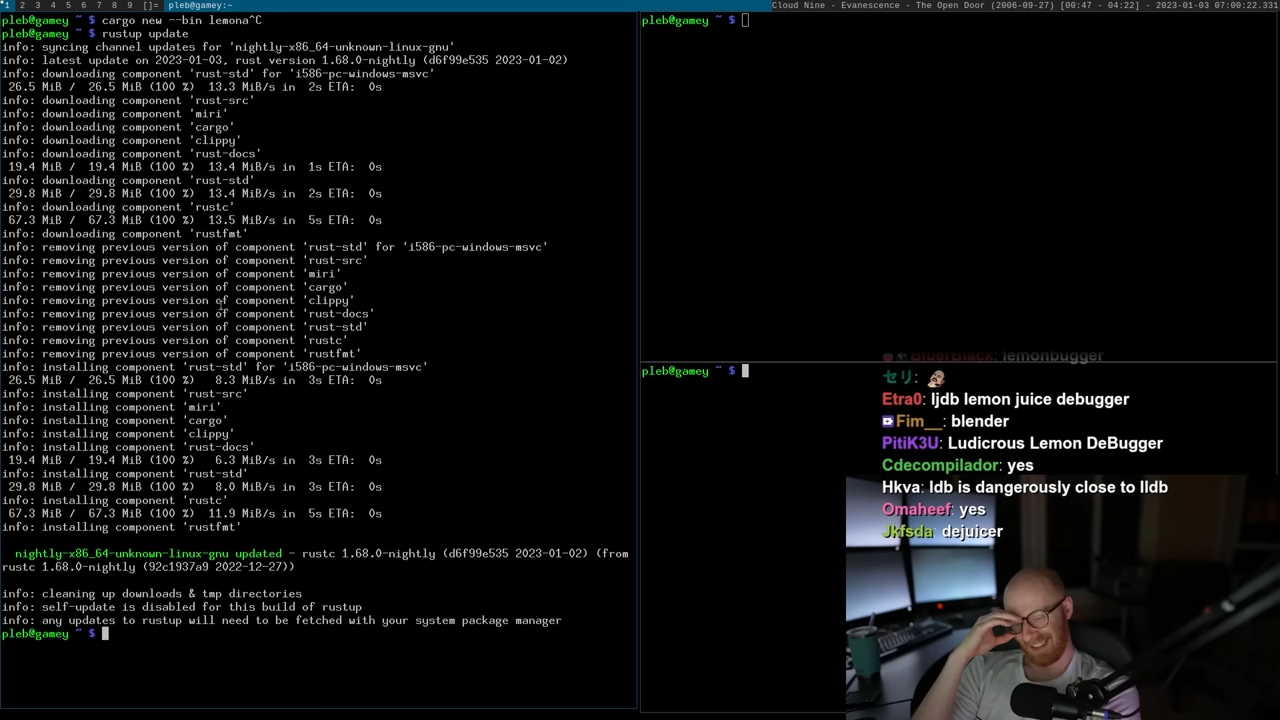 1 2 3 4 5 6 7 8 9 []= pleb@gamey:~ Cloud Nine - Evanescence - The Open Door (2006-09-27) [00:47 - 04:22] - 2023-01-03 07:00:22.331
pleb@gamey ~ $ cargo new --bin lemona^C
pleb@gamey ~ $ rustup update
info: syncing channel updates for 'nightly-x86_64-unknown-linux-gnu'
info: latest update on 2023-01-03, rust version 1.68.0-nightly (d6f99e535 2023-01-02)
info: downloading component 'rust-std' for 'i586-pc-windows-msvc'
26.5 MiB / 26.5 MiB (100 %) 13.3 MiB/s in 2s ETA: 0s
info: downloading component 'rust-src'
info: downloading component 'miri'
info: downloading component 'cargo'
info: downloading component 'clippy'
info: downloading component 'rust-docs'
19.4 MiB / 19.4 MiB (100 %) 13.4 MiB/s in 1s ETA: 0s
info: downloading component 'rust-std'
29.8 MiB / 29.8 MiB (100 %) 13.4 MiB/s in 2s ETA: 0s
info: downloading component 'rustc'
67.3 MiB / 67.3 MiB (100 %) 13.5 MiB/s in 5s ETA: 0s
info: downloading component 'rustfmt'
info: removing previous version of component 'rust-std' for 'i586-pc-windows-msvc'
info: removing previous version of component 'rust-src'
info: removing previous version of component 'miri'
info: removing previous version of component 'cargo'
info: removing previous version of component 'clippy'
info: removing previous version of component 'rust-docs'
info: removing previous version of component 'rust-std'
info: removing previous version of component 'rustc'
info: removing previous version of component 'rustfmt'
info: installing component 'rust-std' for 'i586-pc-windows-msvc'
26.5 MiB / 26.5 MiB (100 %) 8.3 MiB/s in 3s ETA: 0s
info: installing component 'rust-src'
info: installing component 'miri'
info: installing component 'cargo'
info: installing component 'clippy'
info: installing component 'rust-docs'
19.4 MiB / 19.4 MiB (100 %) 6.3 MiB/s in 3s ETA: 0s
info: installing component 'rust-std'
29.8 MiB / 29.8 MiB (100 %) 8.0 MiB/s in 3s ETA: 0s
info: installing component 'rustc'
67.3 MiB / 67.3 MiB (100 %) 11.9 MiB/s in 5s ETA: 0s
info: installing component 'rustfmt'
nightly-x86_64-unknown-linux-gnu updated - rustc 1.68.0-nightly (d6f99e535 2023-01-02) (from
rustc 1.68.0-nightly (92c1937a9 2022-12-27))
info: cleaning up downloads & tmp directories
info: self-update is disabled for this build of rustup
info: any updates to rustup will need to be fetched with your system package manager
pleb@gamey ~ $
pleb@gamey ~ $
pleb@gamey ~ $
BluerBlack: lemonbugger
セリ:
Etra0: ljdb lemon juice debugger
Fim__: blender
PitiK3U: Ludicrous Lemon DeBugger
Cdecompilador: yes
Hkva: ldb is dangerously close to lldb
Omaheef: yes
Jkfsda: dejuicer